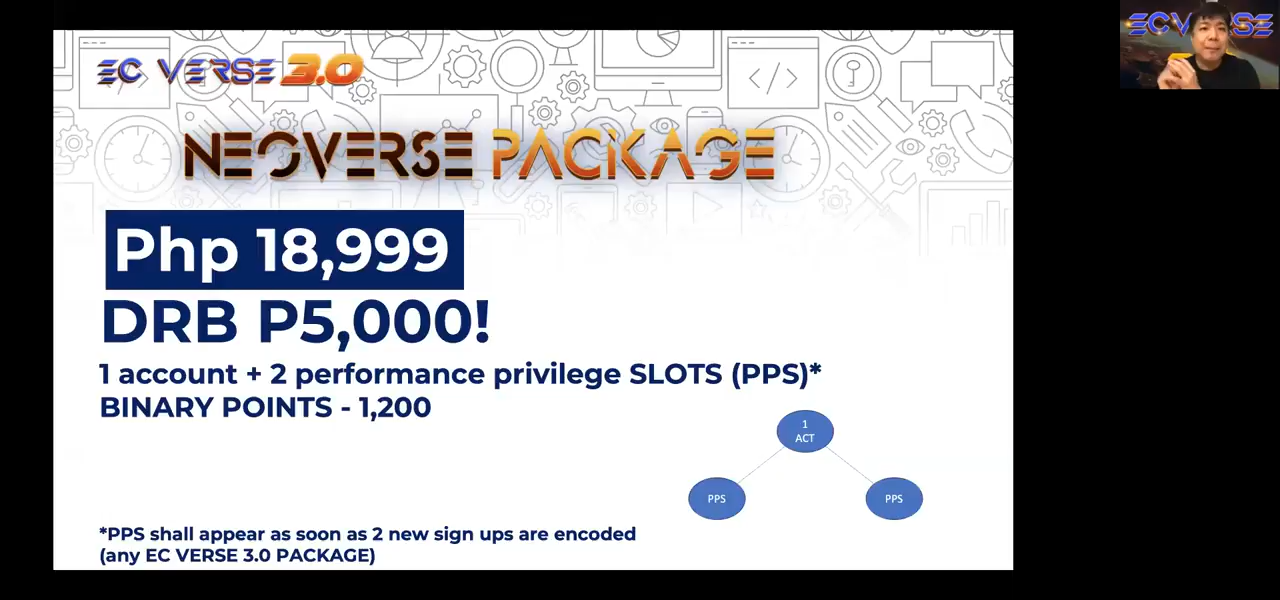 EC VERSE 3.0
ECVERSE
NEOVERSE PACKAGE
Php 18,999
DRB P5,000!
1 account + 2 performance privilege SLOTS (PPS)*
BINARY POINTS - 1,200
1
ACT
PPS
PPS
*PPS shall appear as soon as 2 new sign ups are encoded
(any EC VERSE 3.0 PACKAGE)